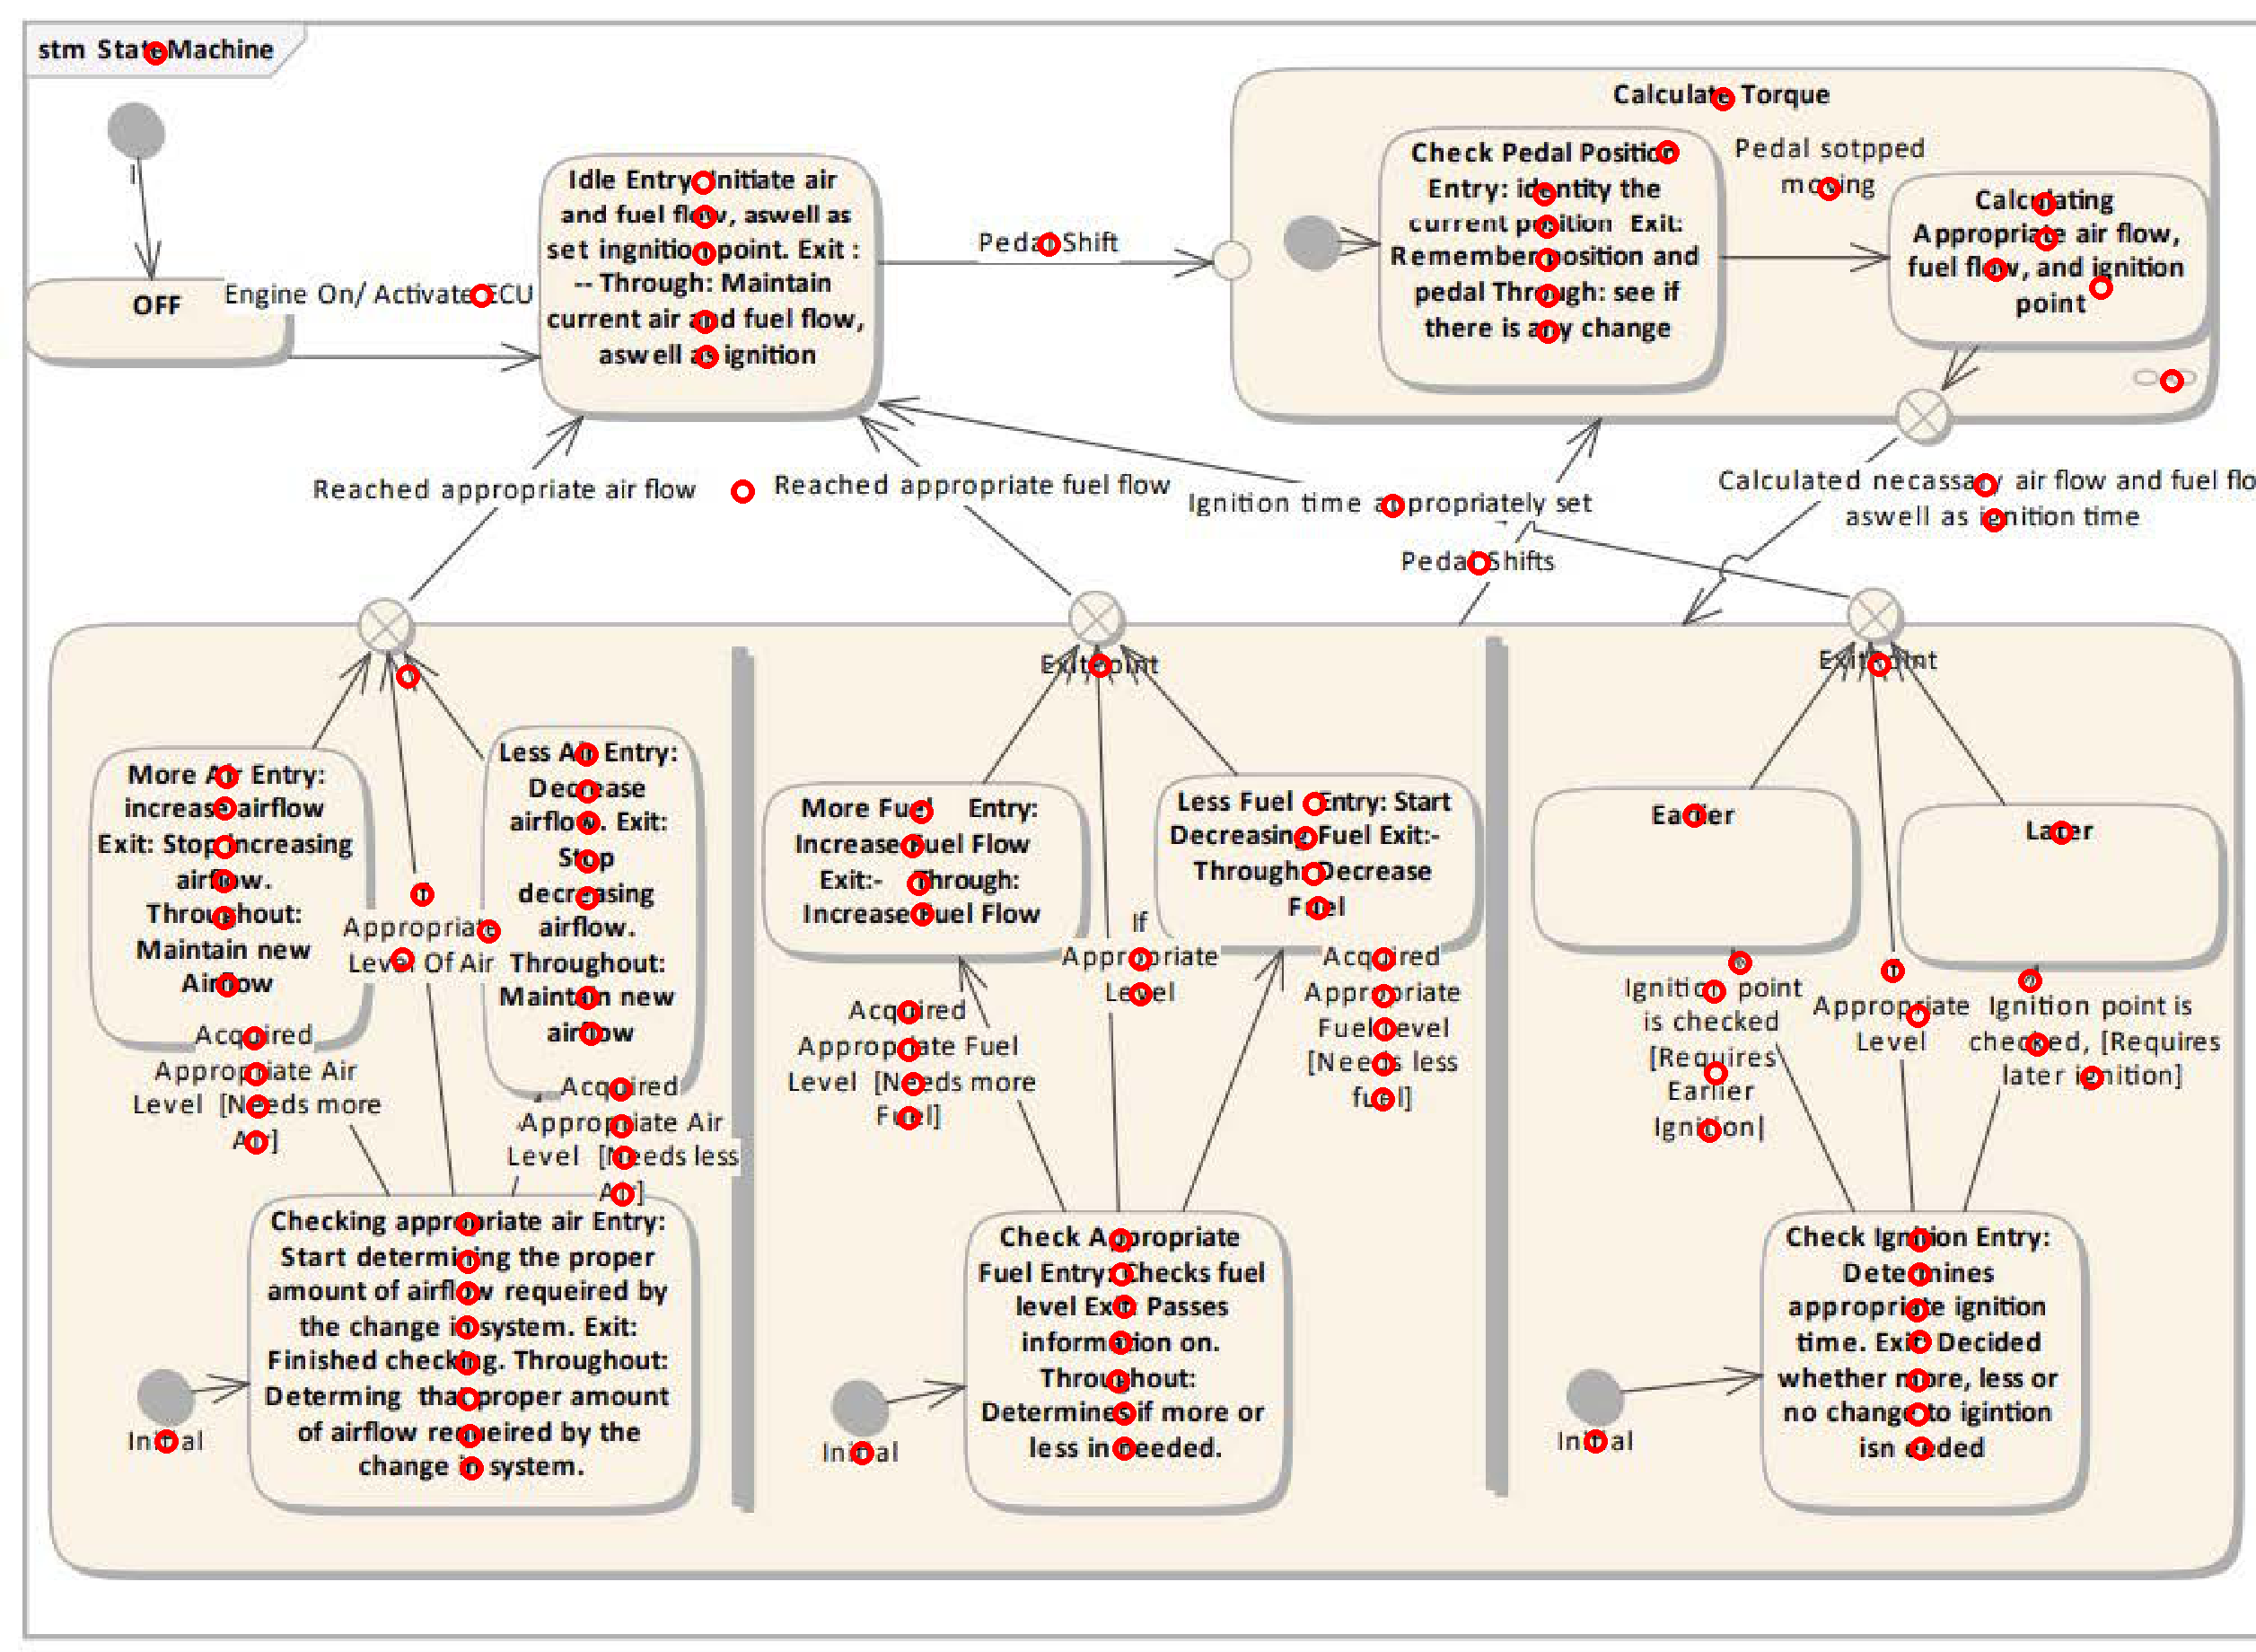 stm StateMachine
Calculate Torque
Check Pedal Position
Entry: identity the
current position Exit:
Remember position and
pedal Through: see if
there is any change
Pedal sotpped
moving
Calculating
Appropriate air flow,
fuel flow, and ignition
point
Idle Entry: Initiate air
and fuel flow, aswell as
set ingnition point. Exit :
-- Through: Maintain
current air and fuel flow,
aswell as ignition
Pedal Shift
I
OFF
Engine On/ Activate ECU
Reached appropriate air flow
Reached appropriate fuel flow
Ignition time appropriately set
Calculated necassary air flow and fuel flo
aswell as ignition time
Pedal Shifts
ExitPoint
ExitPoint
More Air Entry:
increase airflow
Exit: Stop increasing
airflow.
Throughout:
Maintain new
Airflow
Less Air Entry:
Decrease
airflow. Exit:
Stop
decreasing
airflow.
Throughout:
Maintain new
airflow
If
Appropriate
Level Of Air
Acquired
Appropriate Air
Level [Needs more
Air]
Acquired
Appropriate Air
Level [Needs less
Air]
Checking appropriate air Entry:
Start determining the proper
amount of airflow requeired by
the change in system. Exit:
Finished checking. Throughout:
Determing that proper amount
of airflow requeired by the
change in system.
Initial
More Fuel Entry:
Increase Fuel Flow
Exit:- Through:
Increase Fuel Flow
Less Fuel Entry: Start
Decreasing Fuel Exit:-
Through: Decrease
Fuel
If
Appropriate
Level
Acquired
Appropriate Fuel
Level [Needs more
Fuel]
Acquired
Appropriate
Fuel Level
[Needs less
fuel]
Check Appropriate
Fuel Entry: Checks fuel
level Exit: Passes
information on.
Throughout:
Determines if more or
less in needed.
Initial
Earlier
Later
Ignition point
is checked
[Requires
Earlier
Ignition]
If
Appropriate
Level
Ignition point is
checked, [Requires
later ignition]
Check Ignition Entry:
Determines
appropriate ignition
time. Exit: Decided
whether more, less or
no change to igintion
isn eeded
Initial